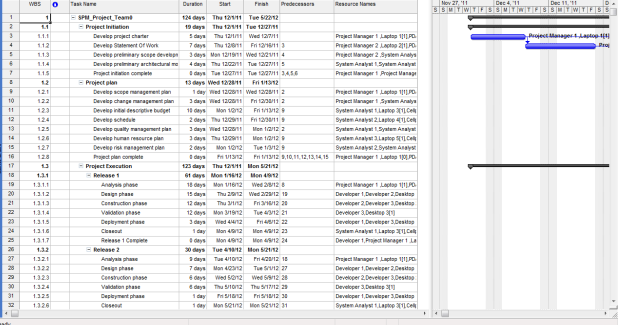 WBS Task Name Duration Start Finish Predecessors Resource Names
Nov 27, '11 Dec 4, '11 Dec 11, '11 D
S S M T W T F S S M T W T F S S M T W T F S S
1 1 SPM_Project_Team0 124 days Thu 12/1/11 Tue 5/22/12
2 1.1 Project Initiation 19 days Thu 12/1/11 Tue 12/27/11
3 1.1.1 Develop project charter 5 days Thu 12/1/11 Wed 12/7/11 Project Manager 1 ,Laptop 1[1],PD. Project Manager 1 ,Laptop 1[1]
4 1.1.2 Develop Statement Of Work 7 days Thu 12/8/11 Fri 12/16/11 3 Project Manager 2 ,Laptop 2[1],PD. Proj
5 1.1.3 Develop preliminary scope developn 3 days Mon 12/19/11 Wed 12/21/11 4 Project Manager 2 ,System Analys
6 1.1.4 Develop preliminary architectural mo 4 days Thu 12/22/11 Tue 12/27/11 5 System Analyst 1,System Analyst
7 1.1.5 Project initiation complete 0 days Tue 12/27/11 Tue 12/27/11 3,4,5,6 Project Manager 1 ,Project Manage
8 1.2 Project plan 13 days Wed 12/28/11 Fri 1/13/12
9 1.2.1 Develop scope management plan 1 day Wed 12/28/11 Wed 12/28/11 2 Project Manager 1 ,Laptop 1[1],PD.
10 1.2.2 Develop change management plan 3 days Wed 12/28/11 Fri 12/30/11 2 Project Manager 1 ,System Analys
11 1.2.3 Develop initial descriptive budget 10 days Mon 1/2/12 Fri 1/13/12 9 System Analyst 1,Laptop 3[1],Cell
12 1.2.4 Develop schedule 2 days Thu 12/29/11 Fri 12/30/11 9 System Analyst 2,Laptop 4[1],Cell
13 1.2.5 Develop quality management plan 3 days Wed 12/28/11 Mon 1/2/12 2 System Analyst 1,System Analyst
14 1.2.6 Develop human resource plan 3 days Thu 12/29/11 Mon 1/2/12 9 System Analyst 3,Laptop 5[1],Cell
15 1.2.7 Develop risk management plan 2 days Mon 1/2/12 Tue 1/3/12 9 System Analyst 2,System Analyst
16 1.2.8 Project plan complete 0 days Fri 1/13/12 Fri 1/13/12 9,10,11,12,13,14,15 Project Manager 1 ,Laptop 1[0],PD.
17 1.3 Project Execution 123 days Thu 12/1/11 Mon 5/21/12
18 1.3.1 Release 1 61 days Mon 1/16/12 Mon 4/9/12
19 1.3.1.1 Analysis phase 18 days Mon 1/16/12 Wed 2/8/12 8 Project Manager 1 ,Laptop 1[1],PD.
20 1.3.1.2 Design phase 15 days Thu 2/9/12 Wed 2/29/12 19 Developer 1,Developer 2,Desktop
21 1.3.1.3 Construction phase 12 days Thu 3/1/12 Fri 3/16/12 20 Developer 1,Developer 2,Desktop
22 1.3.1.4 Validation phase 12 days Mon 3/19/12 Tue 4/3/12 21 Developer 3,Desktop 3[1]
23 1.3.1.5 Deployment phase 3 days Wed 4/4/12 Fri 4/6/12 22 Developer 3,Desktop 3[1]
24 1.3.1.6 Closeout 1 day Mon 4/9/12 Mon 4/9/12 23 System Analyst 1,Laptop 3[1],Cell
25 1.3.1.7 Release 1 Complete 0 days Mon 4/9/12 Mon 4/9/12 24 Developer 1,Project Manager 1 ,La
26 1.3.2 Release 2 30 days Tue 4/10/12 Mon 5/21/12
27 1.3.2.1 Analysis phase 9 days Tue 4/10/12 Fri 4/20/12 18 Project Manager 1 ,Laptop 1[1],PD.
28 1.3.2.2 Design phase 7 days Mon 4/23/12 Tue 5/1/12 27 Developer 1,Developer 2,Desktop
29 1.3.2.3 Construction phase 6 days Wed 5/2/12 Wed 5/9/12 28 Developer 1,Developer 2,Desktop
30 1.3.2.4 Validation phase 6 days Thu 5/10/12 Thu 5/17/12 29 Developer 3,Desktop 3[1]
31 1.3.2.5 Deployment phase 1 day Fri 5/18/12 Fri 5/18/12 30 Developer 1,Developer 3,Desktop
32 1.3.2.6 Closeout 1 day Mon 5/21/12 Mon 5/21/12 31 System Analyst 1,Laptop 3[1],Cell